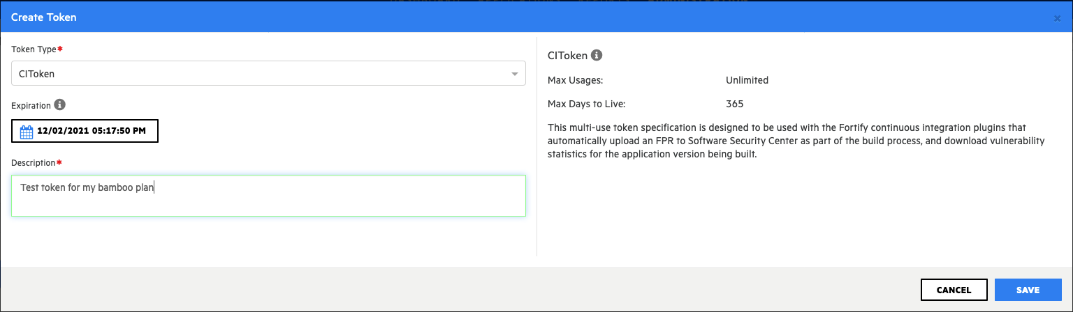 Create Token
×
Token Type*
CIToken
Expiration
12/02/2021 05:17:50 PM
Description*
Test token for my bamboo plan
CIToken
Max Usages: Unlimited
Max Days to Live: 365
This multi-use token specification is designed to be used with the Fortify continuous integration plugins that
automatically upload an FPR to Software Security Center as part of the build process, and download vulnerability
statistics for the application version being built.
CANCEL SAVE